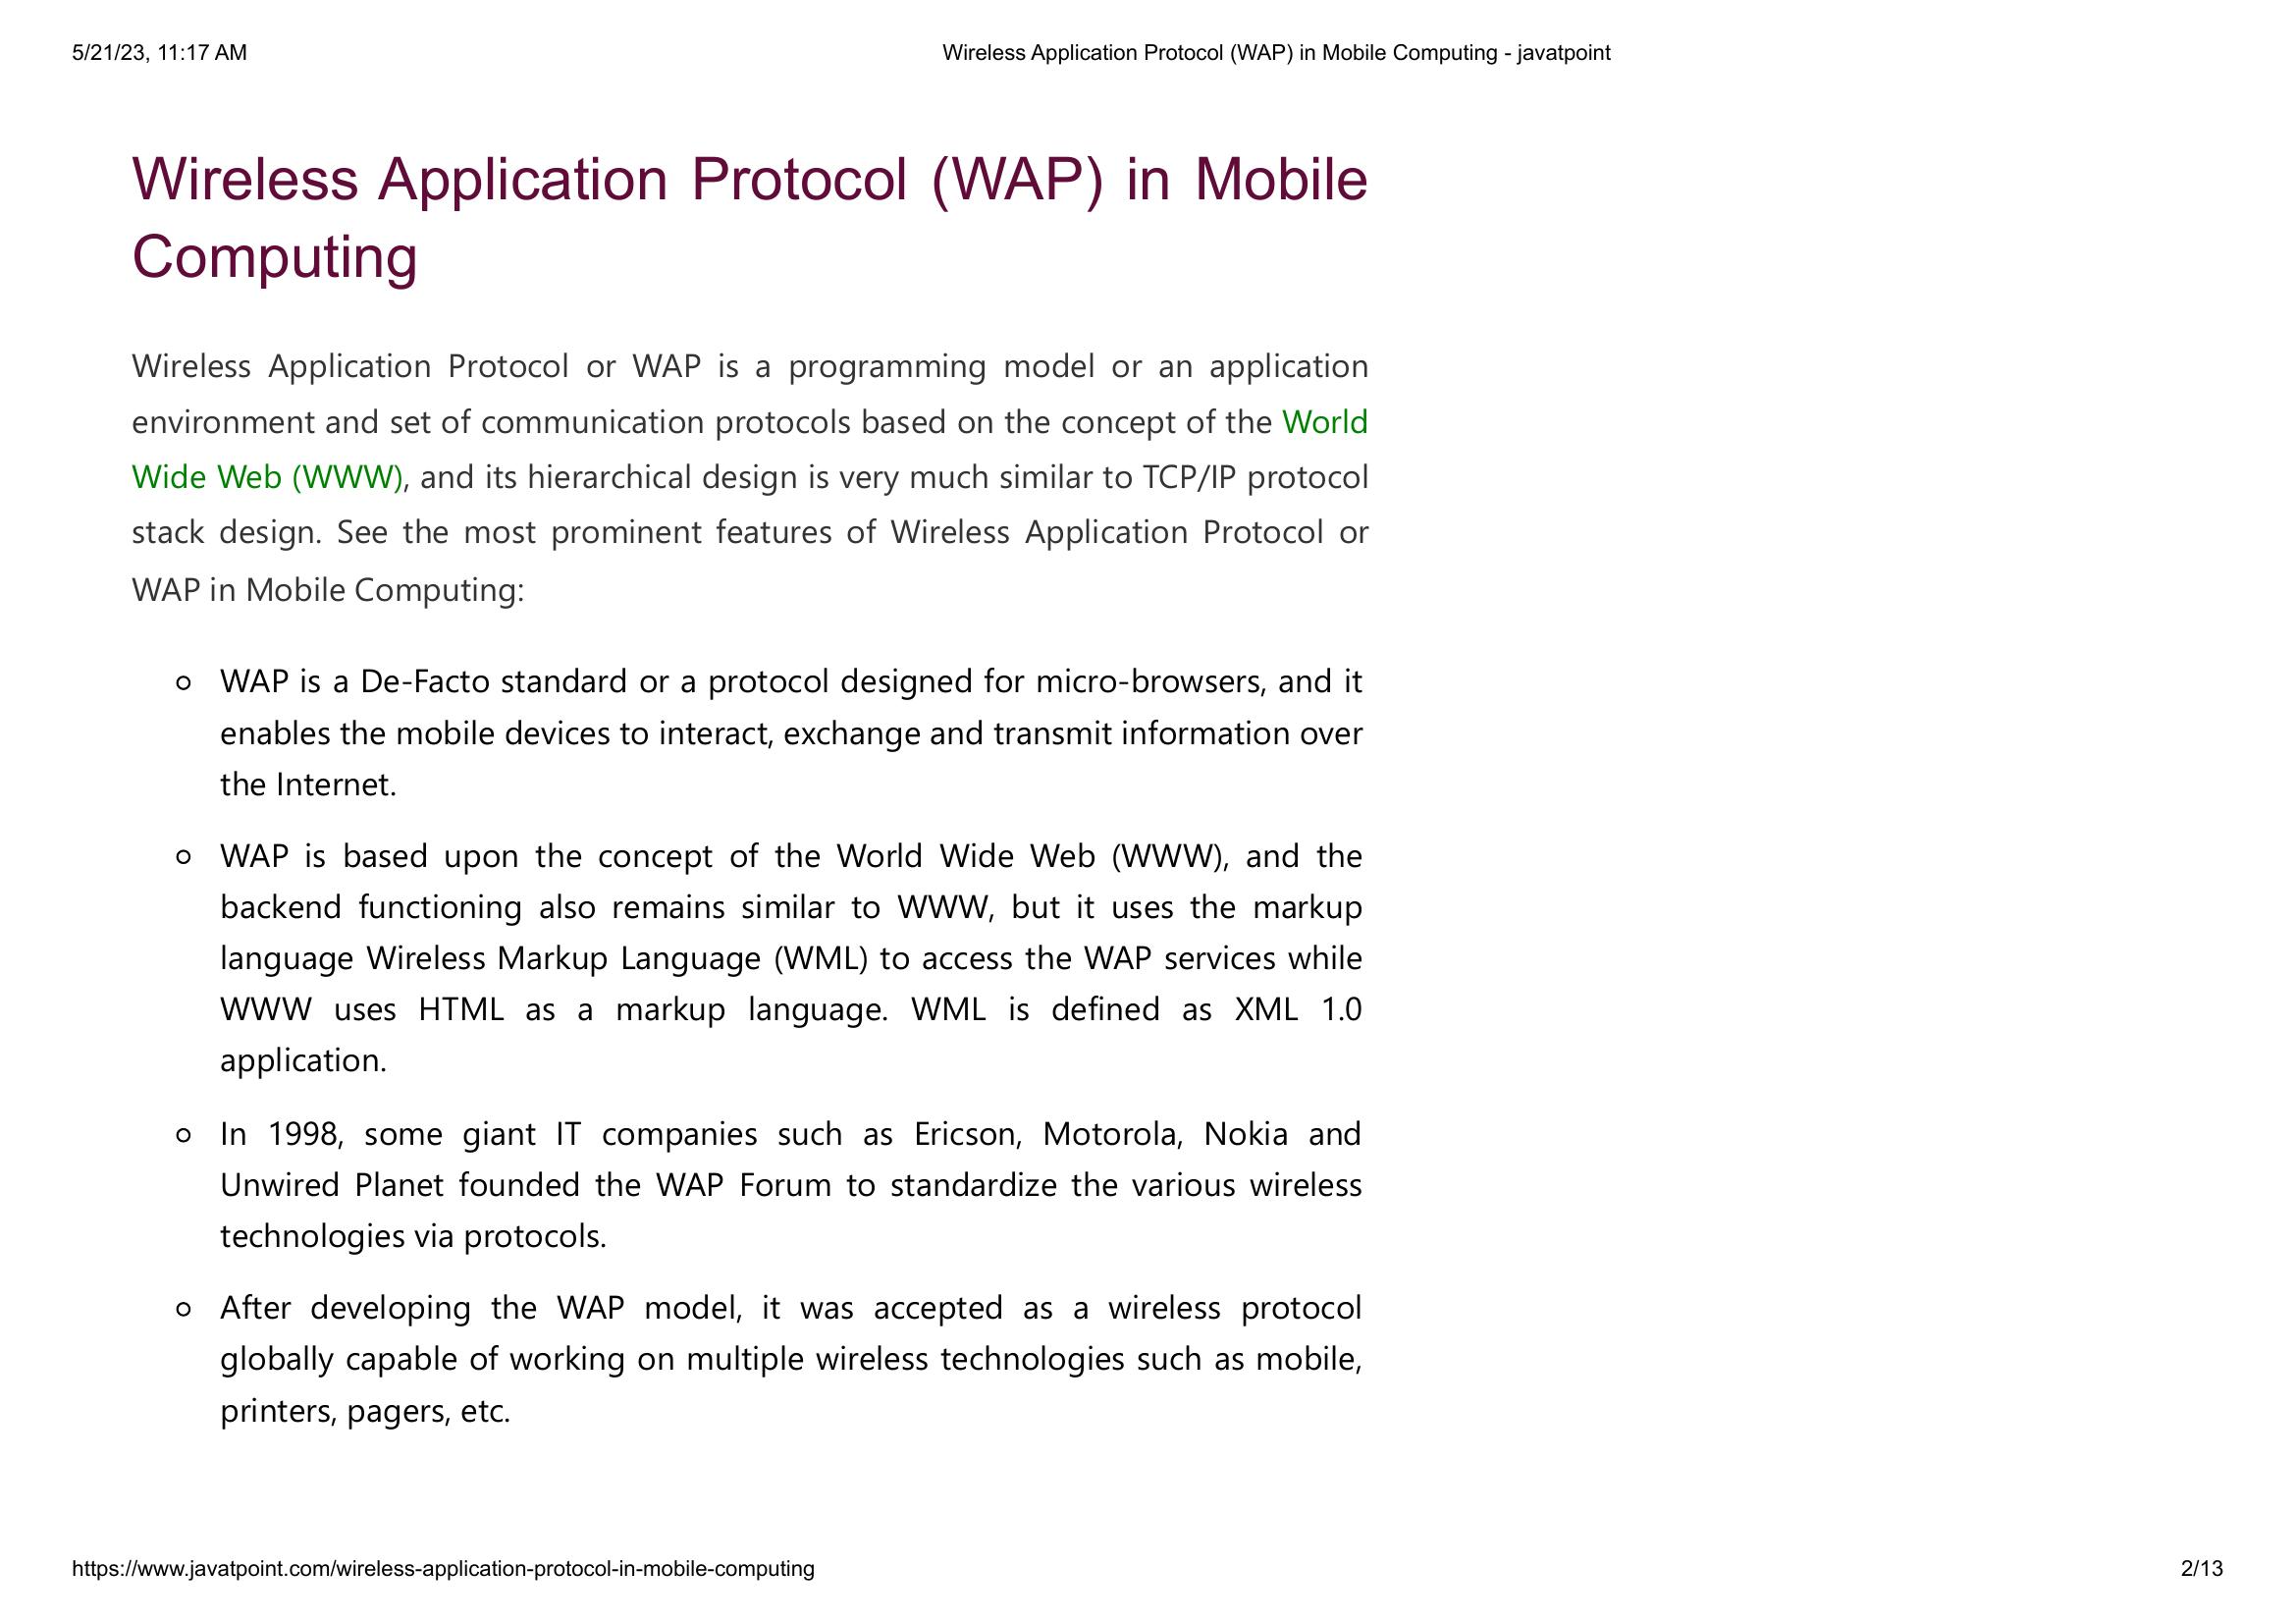 5/21/23, 11:17 AM
Wireless Application Protocol (WAP) in Mobile Computing - javatpoint
Wireless Application Protocol (WAP) in Mobile
Computing
Wireless Application Protocol or WAP is a programming model or an application
environment and set of communication protocols based on the concept of the World
Wide Web (WWW), and its hierarchical design is very much similar to TCP/IP protocol
stack design. See the most prominent features of Wireless Application Protocol or
WAP in Mobile Computing:
WAP is a De-Facto standard or a protocol designed for micro-browsers, and it
enables the mobile devices to interact, exchange and transmit information over
the Internet.
WAP is based upon the concept of the World Wide Web (WWW), and the
backend functioning also remains similar to WWW, but it uses the markup
language Wireless Markup Language (WML) to access the WAP services while
WWW uses HTML as a markup language. WML is defined as XML 1.0
application.
In 1998, some giant IT companies such as Ericson, Motorola, Nokia and
Unwired Planet founded the WAP Forum to standardize the various wireless
technologies via protocols.
After developing the WAP model, it was accepted as a wireless protocol
globally capable of working on multiple wireless technologies such as mobile,
printers, pagers, etc.
https://www.javatpoint.com/wireless-application-protocol-in-mobile-computing
2/13